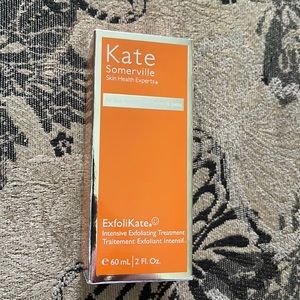 Kate
Somerville
Skin Health Experts®
ExfoliKate®
Intensive Exfoliating Treatment
Traitement Exfoliant Intensif
℮ 60 mL | 2 Fl. Oz.